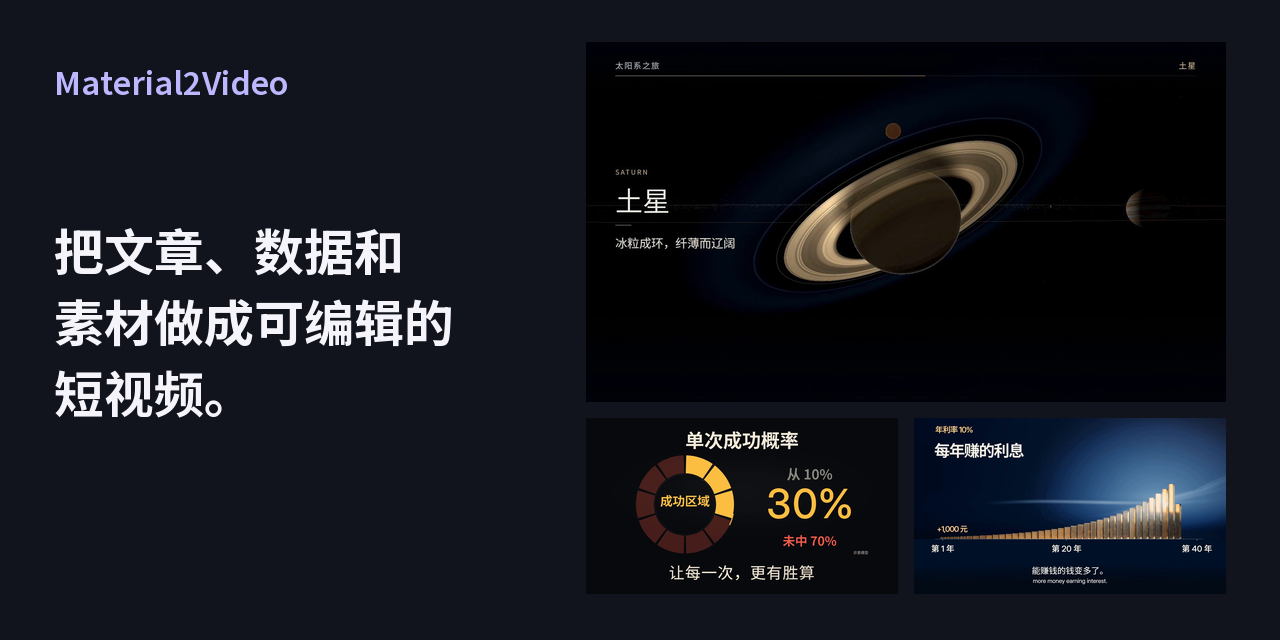 Material2Video
把文章、数据和
素材做成可编辑的
短视频。
太阳系之旅
土星
SATURN
土星
冰粒成环，纤薄而辽阔
单次成功概率
成功区域
从 10%
30%
未中 70%
让每一次，更有胜算
年利率 10%
每年赚的利息
+1,000 元
第 1 年
第 20 年
第 40 年
能赚钱的钱变多了。
more money earning interest.